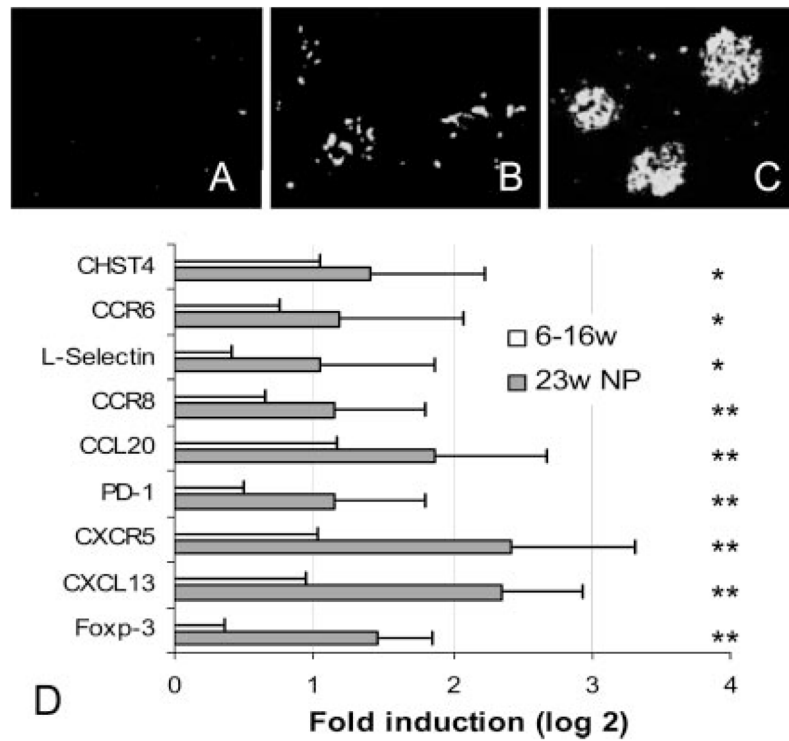 A
B
C
CHST4 *
CCR6 *
6-16w
L-Selectin *
23w NP
CCR8 **
CCL20 **
PD-1 **
CXCR5 **
CXCL13 **
Foxp-3 **
0 1 2 3 4
D
Fold induction (log 2)